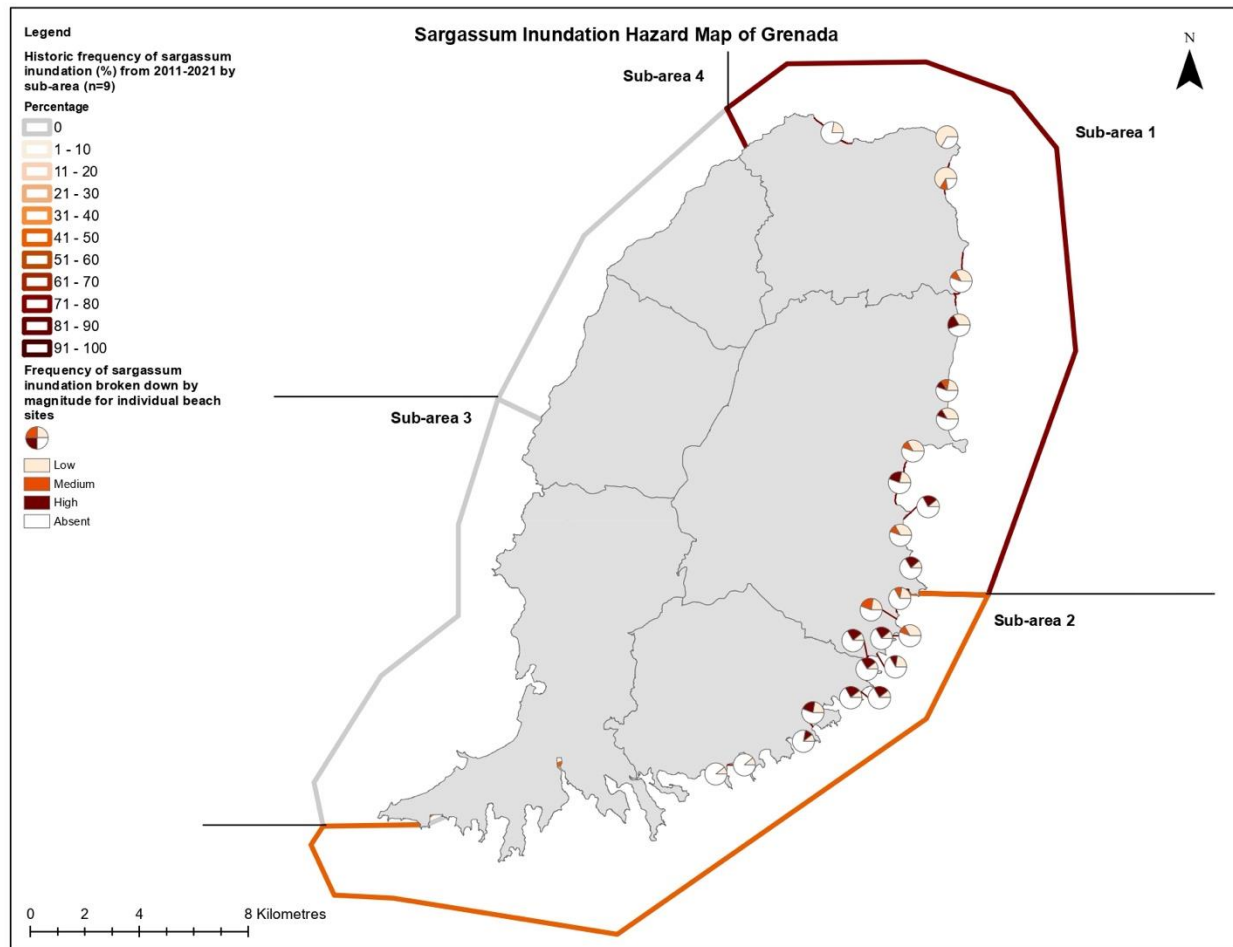 Sargassum Inundation Hazard Map of Grenada
Legend
Historic frequency of sargassum
inundation (%) from 2011-2021 by
sub-area (n=9)
Percentage
0
1 - 10
11 - 20
21 - 30
31 - 40
41 - 50
51 - 60
61 - 70
71 - 80
81 - 90
91 - 100
Frequency of sargassum
inundation broken down by
magnitude for individual beach
sites
Low
Medium
High
Absent
Sub-area 4
N
Sub-area 1
Sub-area 3
Sub-area 2
0 2 4 8 Kilometres